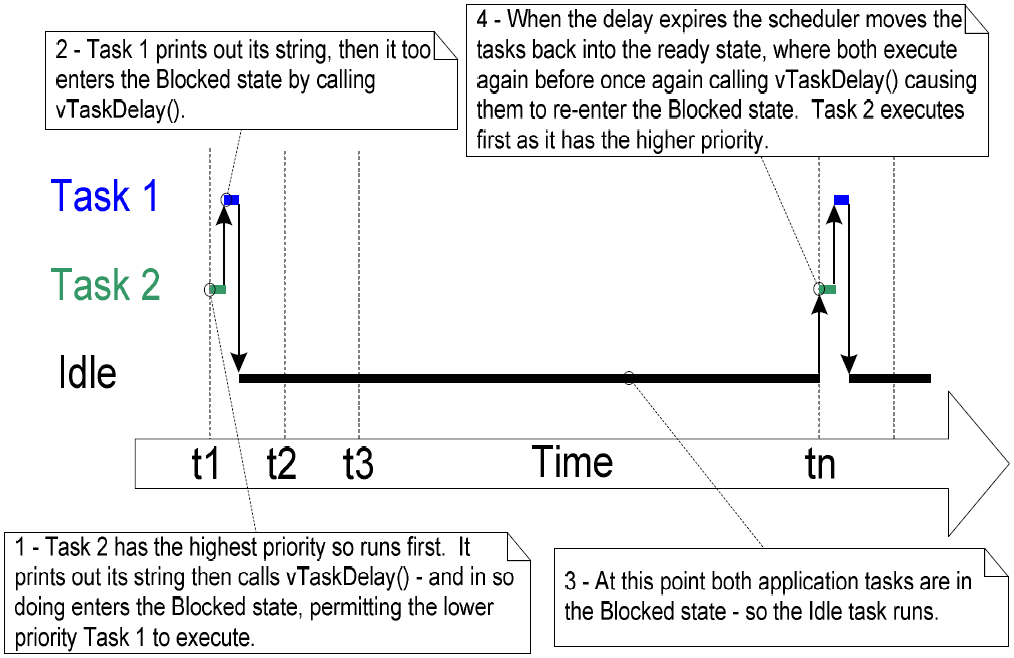 2 - Task 1 prints out its string, then it too
enters the Blocked state by calling
vTaskDelay().
4 - When the delay expires the scheduler moves the
tasks back into the ready state, where both execute
again before once again calling vTaskDelay() causing
them to re-enter the Blocked state.  Task 2 executes
first as it has the higher priority.
Task 1
Task 2
Idle
t1 t2 t3 Time tn
1 - Task 2 has the highest priority so runs first.  It
prints out its string then calls vTaskDelay() - and in so
doing enters the Blocked state, permitting the lower
priority Task 1 to execute.
3 - At this point both application tasks are in
the Blocked state - so the Idle task runs.